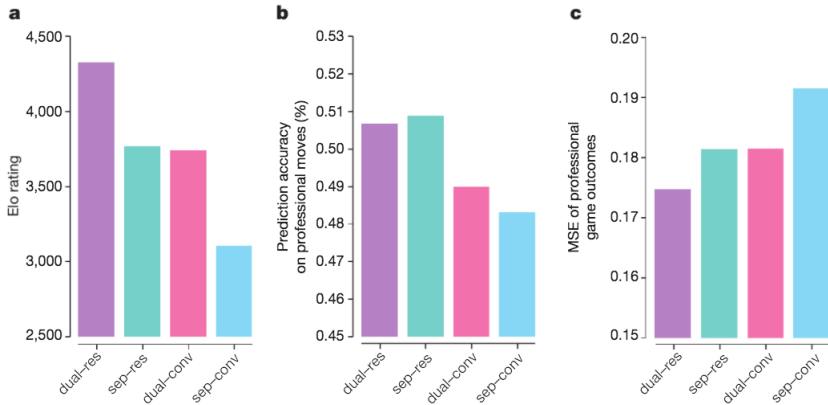 a
Elo rating
4,500
4,000
3,500
3,000
2,500
dual–res
sep–res
dual–conv
sep–conv
b
Prediction accuracy
on professional moves (%)
0.53
0.52
0.51
0.50
0.49
0.48
0.47
0.46
0.45
dual–res
sep–res
dual–conv
sep–conv
c
MSE of professional
game outcomes
0.20
0.19
0.18
0.17
0.16
0.15
dual–res
sep–res
dual–conv
sep–conv